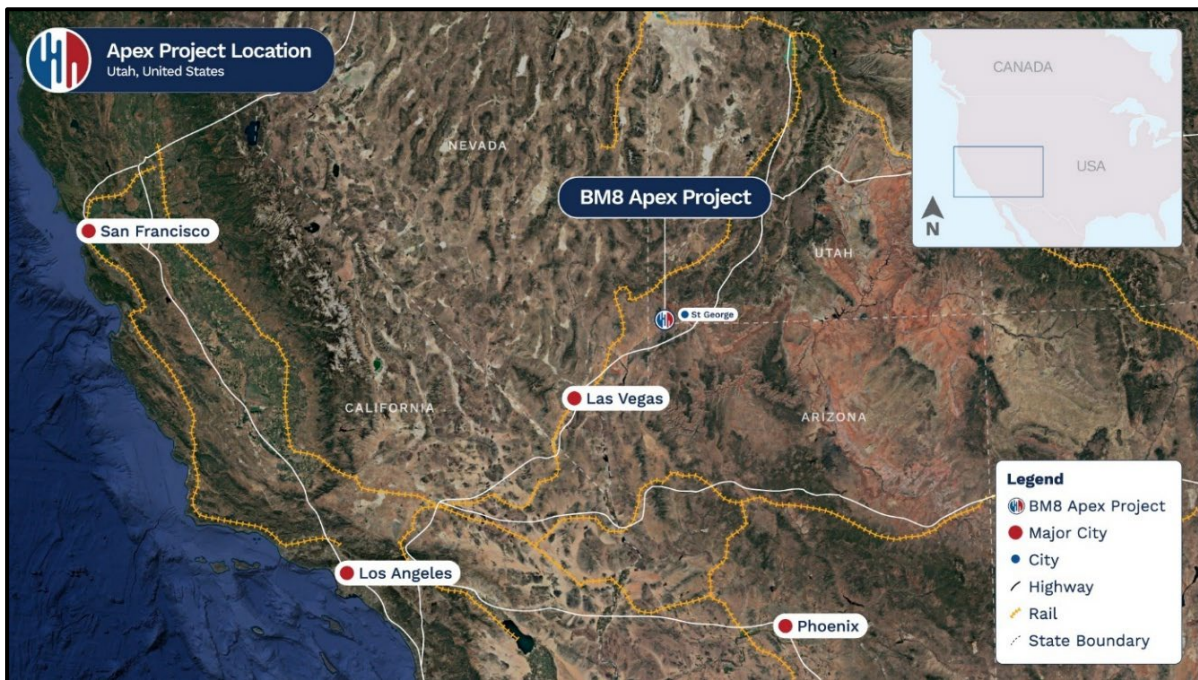 Apex Project Location
Utah, United States
CANADA
USA
N
NEVADA
BM8 Apex Project
San Francisco
UTAH
St George
Las Vegas
CALIFORNIA
ARIZONA
Legend
BM8 Apex Project
Major City
City
Highway
Rail
State Boundary
Los Angeles
Phoenix